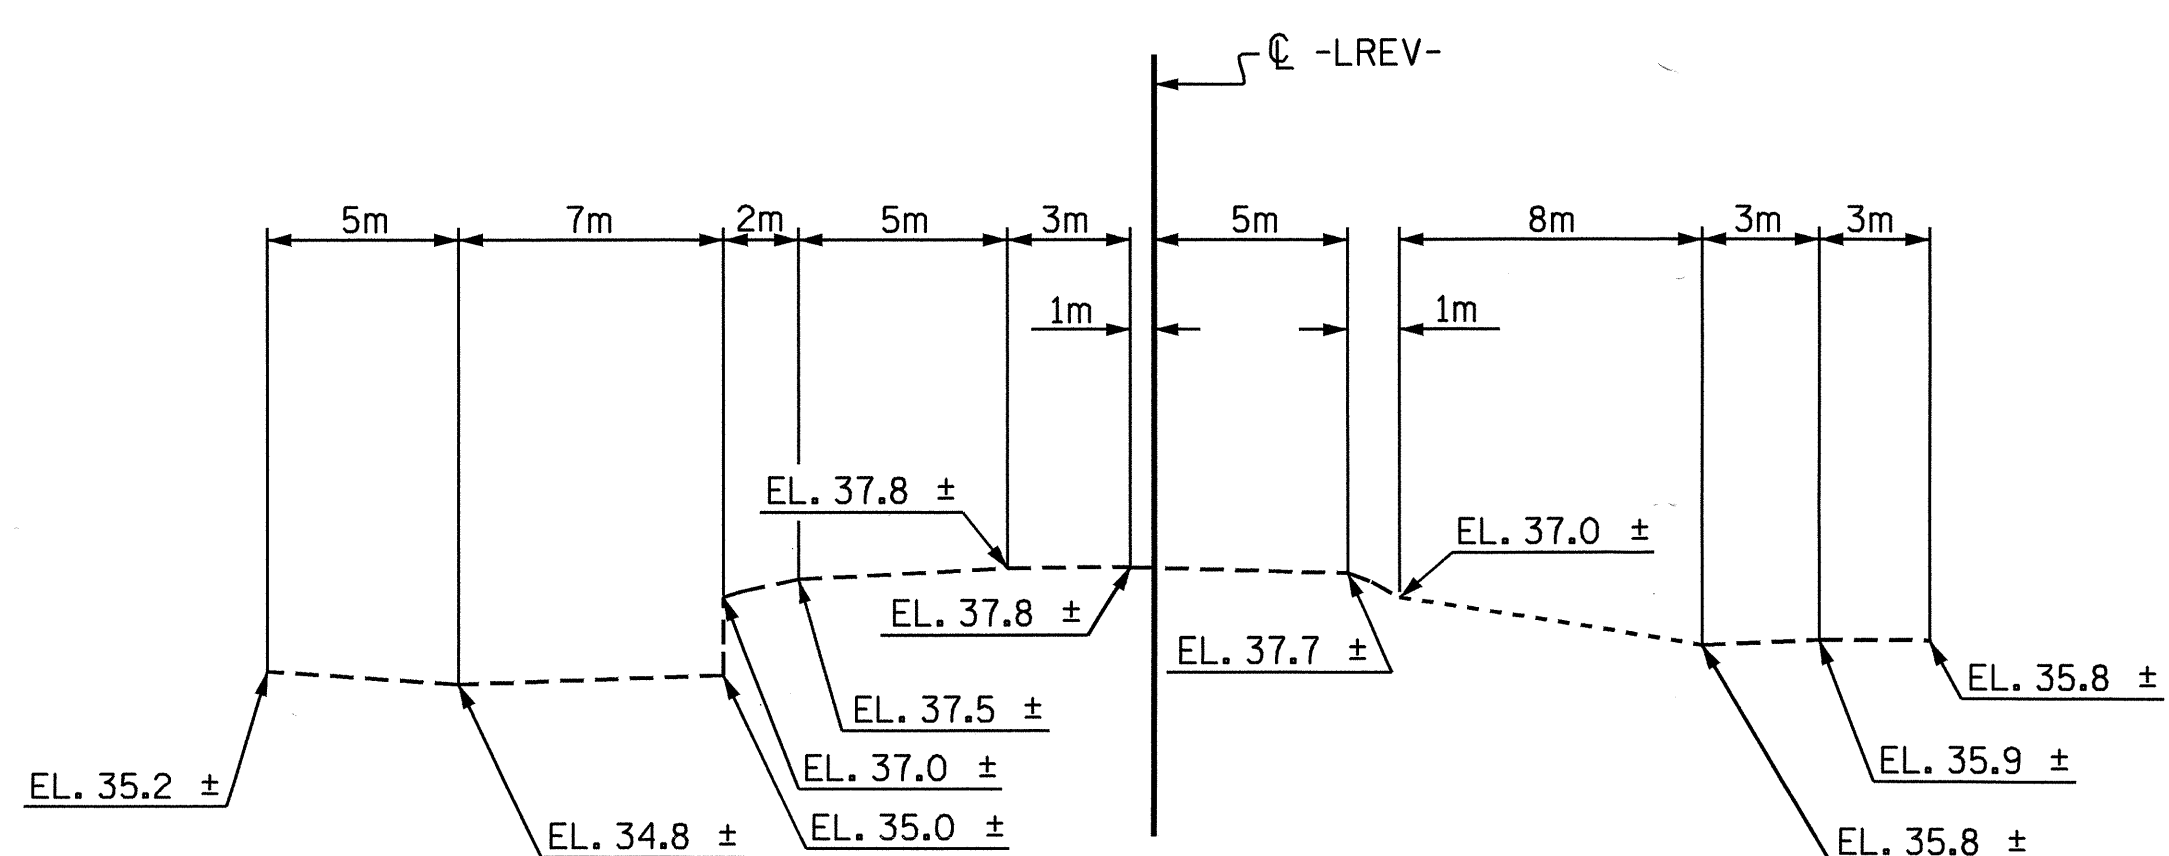 ℄ -LREV-
5m 7m 2m 5m 3m 5m 8m 3m 3m
1m 1m
EL. 37.8 ±
EL. 37.0 ±
EL. 37.8 ±
EL. 37.7 ±
EL. 35.8 ±
EL. 37.5 ±
EL. 35.9 ±
EL. 37.0 ±
EL. 35.2 ±
EL. 35.0 ±
EL. 34.8 ±
EL. 35.8 ±